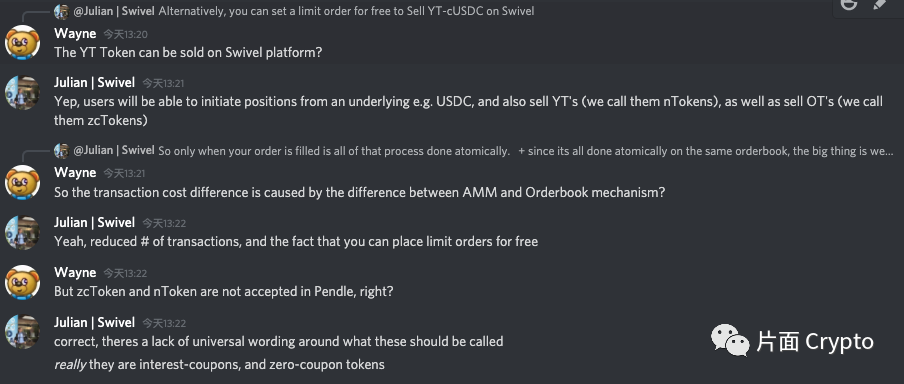 @Julian | Swivel Alternatively, you can set a limit order for free to Sell YT-cUSDC on Swivel
Wayne 今天13:20
The YT Token can be sold on Swivel platform?
Julian | Swivel 今天13:21
Yep, users will be able to initiate positions from an underlying e.g. USDC, and also sell YT's (we call them nTokens), as well as sell OT's (we call
them zcTokens)
@Julian | Swivel So only when your order is filled is all of that process done atomically. + since its all done atomically on the same orderbook, the big thing is we...
Wayne 今天13:21
So the transaction cost difference is caused by the difference between AMM and Orderbook mechanism?
Julian | Swivel 今天13:22
Yeah, reduced # of transactions, and the fact that you can place limit orders for free
Wayne 今天13:22
But zcToken and nToken are not accepted in Pendle, right?
Julian | Swivel 今天13:22
correct, theres a lack of universal wording around what these should be called
really they are interest-coupons, and zero-coupon tokens
片面 Crypto